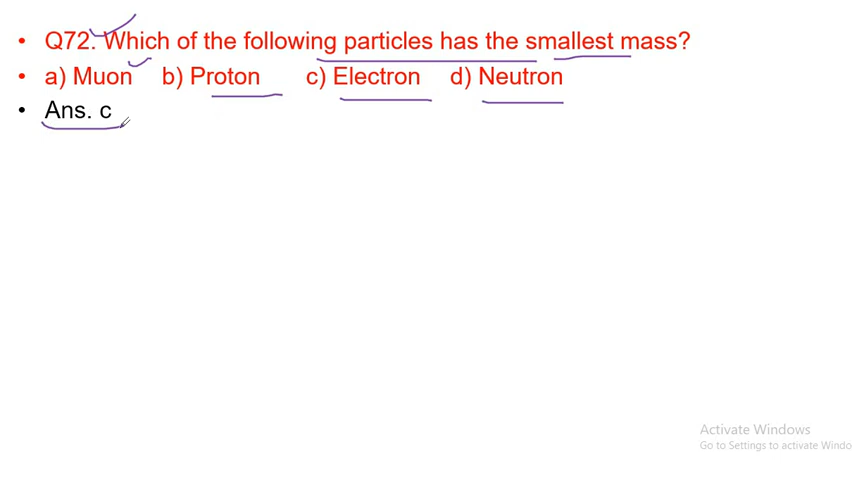 • Q72. Which of the following particles has the smallest mass?
• a) Muon b) Proton c) Electron d) Neutron
• Ans. c
Activate Windows
Go to Settings to activate Windo